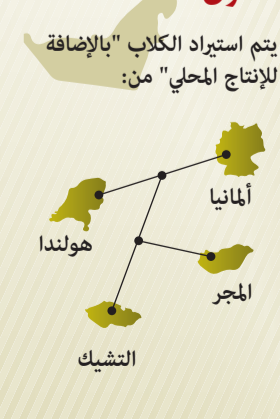 يتم استيراد الكلاب "بالإضافة
للإنتاج المحلي" من:
ألمانيا
هولندا
المجر
التشيك